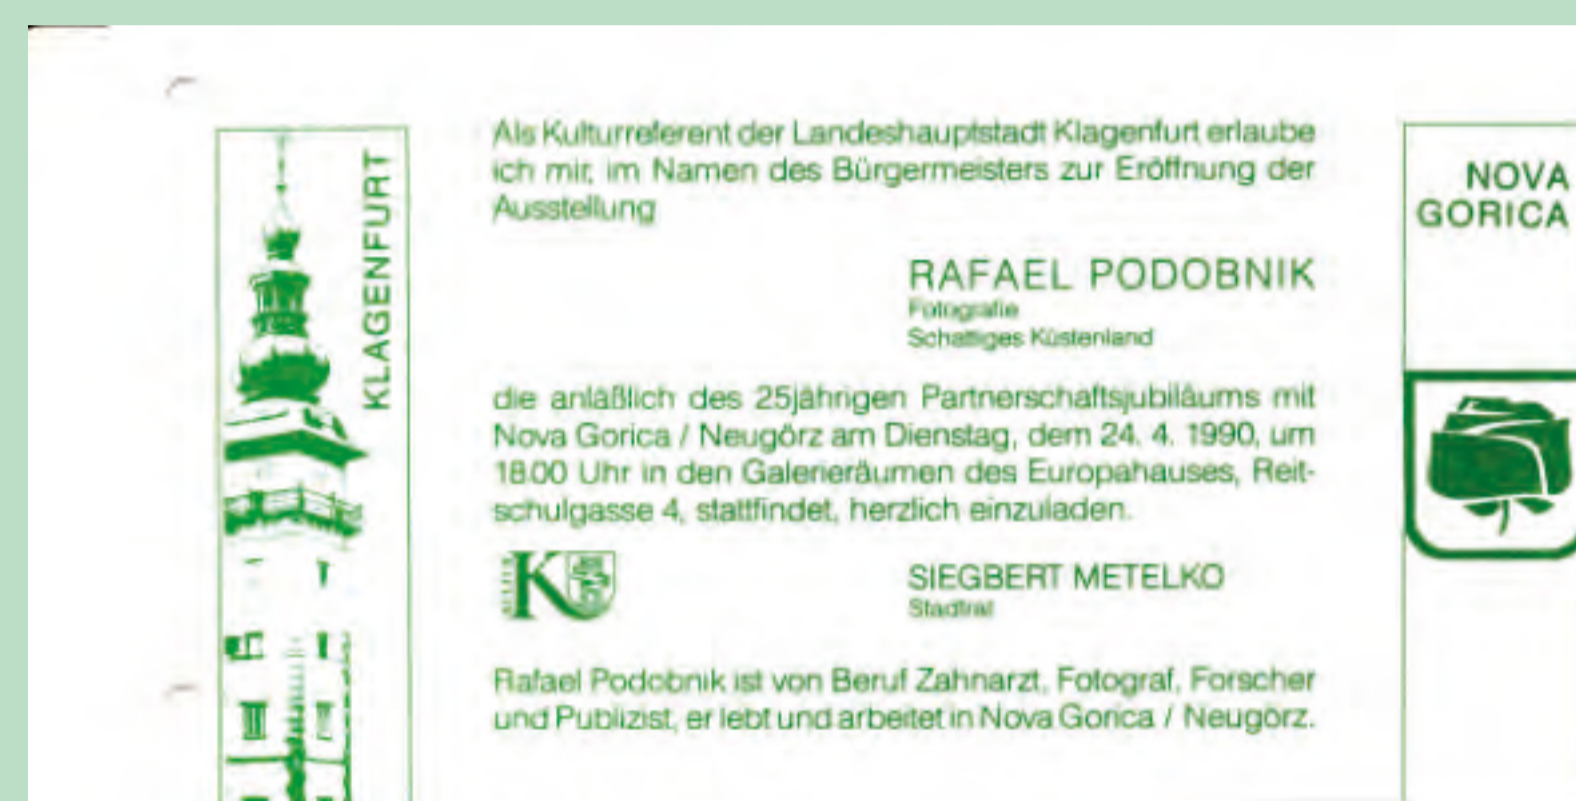 KLAGENFURT
Als Kulturreferent der Landeshauptstadt Klagenfurt erlaube
ich mir, im Namen des Bürgermeisters zur Eröffnung der
Ausstellung
RAFAEL PODOBNIK
Fotografie
Schattiges Küstenland
die anläßlich des 25jährigen Partnerschaftsjubiläums mit
Nova Gorica / Neugörz am Dienstag, dem 24. 4. 1990, um
18.00 Uhr in den Galerieräumen des Europahauses, Reit-
schulgasse 4, stattfindet, herzlich einzuladen.
K
SIEGBERT METELKO
Stadtrat
Rafael Podobnik ist von Beruf Zahnarzt, Fotograf, Forscher
und Publizist, er lebt und arbeitet in Nova Gorica / Neugörz.
NOVA
GORICA